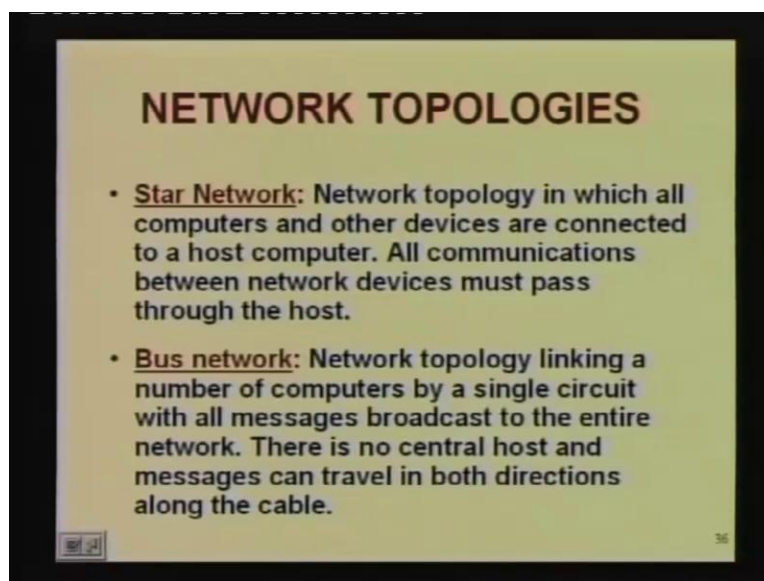 NETWORK TOPOLOGIES
• Star Network: Network topology in which all
computers and other devices are connected
to a host computer. All communications
between network devices must pass
through the host.
• Bus network: Network topology linking a
number of computers by a single circuit
with all messages broadcast to the entire
network. There is no central host and
messages can travel in both directions
along the cable.
36